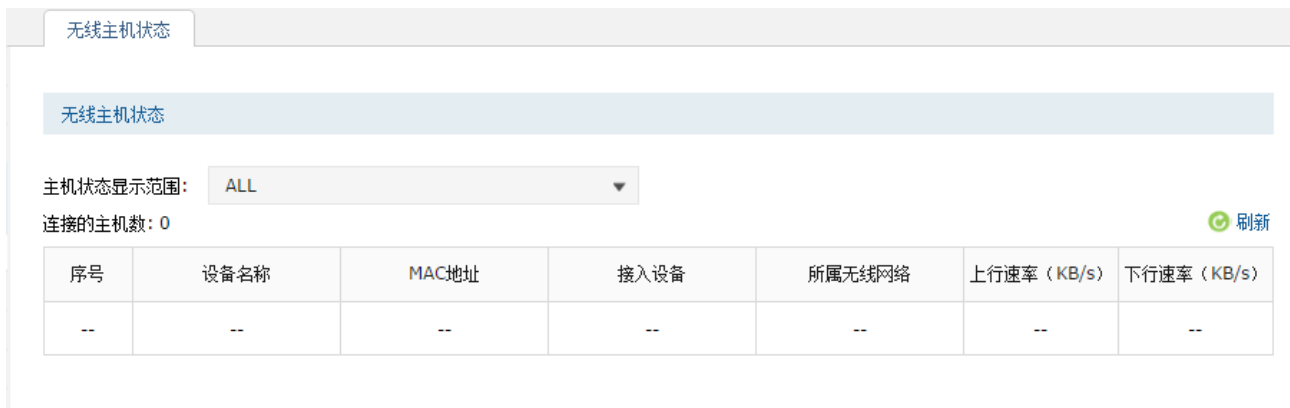 无线主机状态
无线主机状态
主机状态显示范围: ALL
连接的主机数: 0 刷新
序号 设备名称 MAC地址 接入设备 所属无线网络 上行速率（KB/s） 下行速率（KB/s）
-- -- -- -- -- -- --